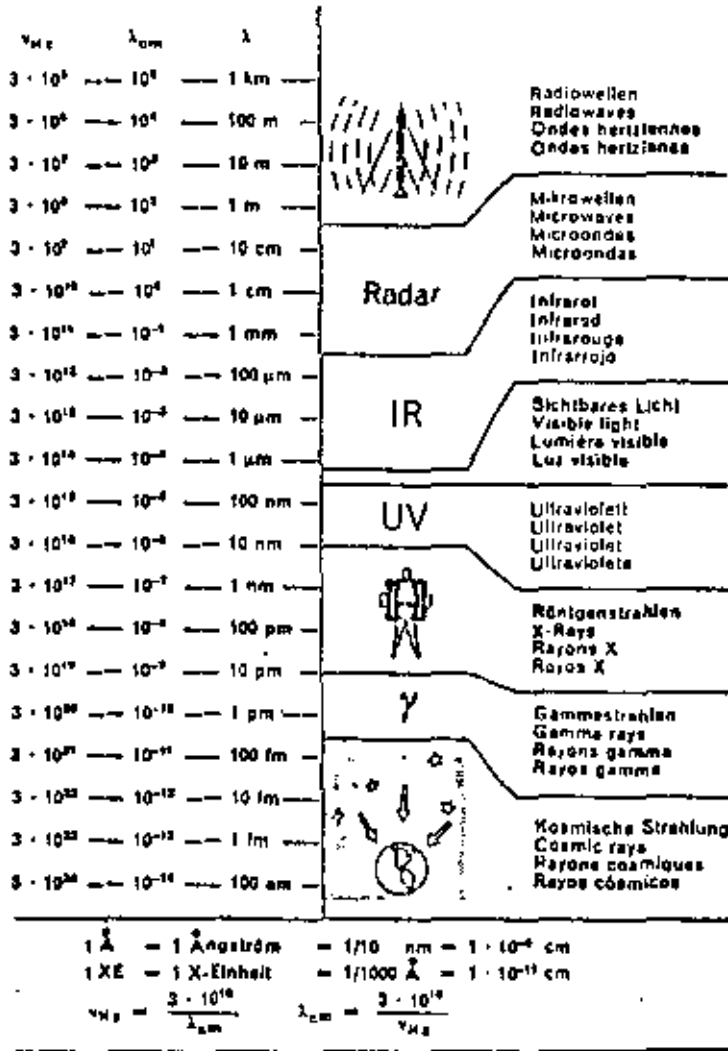 ν_Hz λ_cm λ
3 · 10⁵ — 10⁵ — 1 km
3 · 10⁶ — 10⁴ — 100 m
3 · 10⁷ — 10³ — 10 m
3 · 10⁸ — 10² — 1 m
3 · 10⁹ — 10¹ — 10 cm
3 · 10¹⁰ — 10⁰ — 1 cm
3 · 10¹¹ — 10⁻¹ — 1 mm
3 · 10¹² — 10⁻² — 100 µm
3 · 10¹³ — 10⁻³ — 10 µm
3 · 10¹⁴ — 10⁻⁴ — 1 µm
3 · 10¹⁵ — 10⁻⁵ — 100 nm
3 · 10¹⁶ — 10⁻⁶ — 10 nm
3 · 10¹⁷ — 10⁻⁷ — 1 nm
3 · 10¹⁸ — 10⁻⁸ — 100 pm
3 · 10¹⁹ — 10⁻⁹ — 10 pm
3 · 10²⁰ — 10⁻¹⁰ — 1 pm
3 · 10²¹ — 10⁻¹¹ — 100 fm
3 · 10²² — 10⁻¹² — 10 fm
3 · 10²³ — 10⁻¹³ — 1 fm
3 · 10²⁴ — 10⁻¹⁴ — 100 am
Radar
IR
UV
γ
Radiowellen
Radiowaves
Ondes hertziennes
Ondas hertzianas
Mikrowellen
Microwaves
Microondes
Microondas
Infrarot
Infrared
Infrarouge
Infrarrojo
Sichtbares Licht
Visible light
Lumière visible
Luz visible
Ultraviolett
Ultraviolet
Ultraviolet
Ultravioleta
Röntgenstrahlen
X-Rays
Rayons X
Rayos X
Gammestrahlen
Gamma rays
Rayons gamma
Rayos gamma
Kosmische Strahlung
Cosmic rays
Rayons cosmiques
Rayos cósmicos
1 Å = 1 Ångström = 1/10 nm = 1 · 10⁻⁸ cm
1 XE = 1 X-Einheit = 1/1000 Å = 1 · 10⁻¹¹ cm
ν_Hz = 3 · 10¹⁰ / λ_cm λ_cm = 3 · 10¹⁰ / ν_Hz